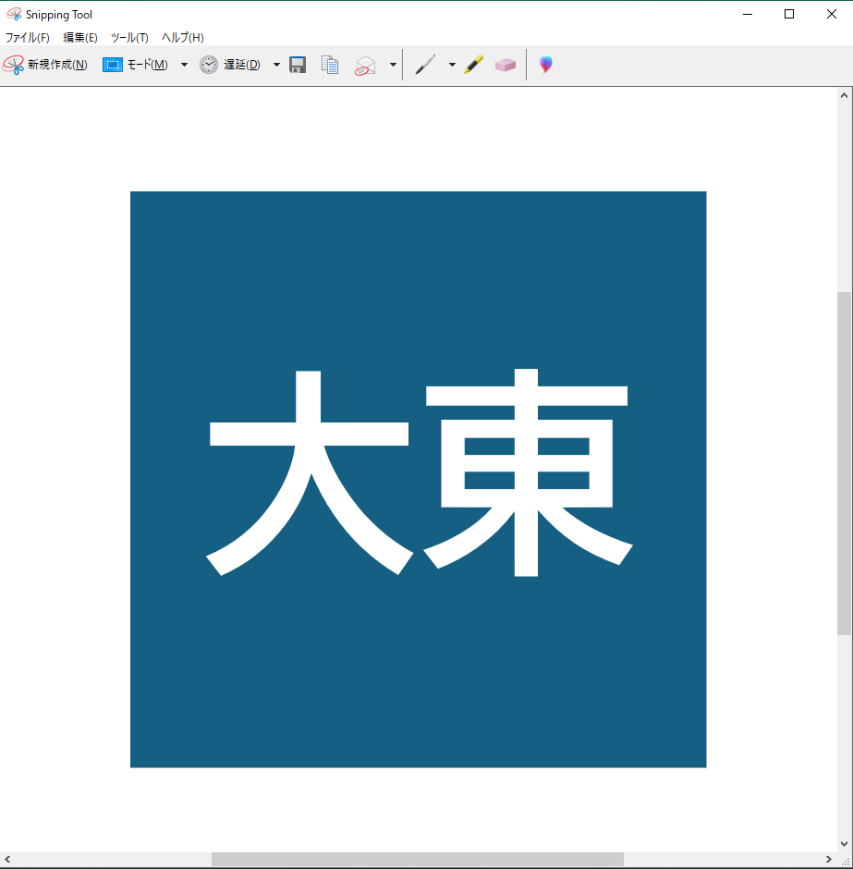 Snipping Tool
ファイル(F) 編集(E) ツール(T) ヘルプ(H)
新規作成(N) モード(M) 遅延(D)
大東